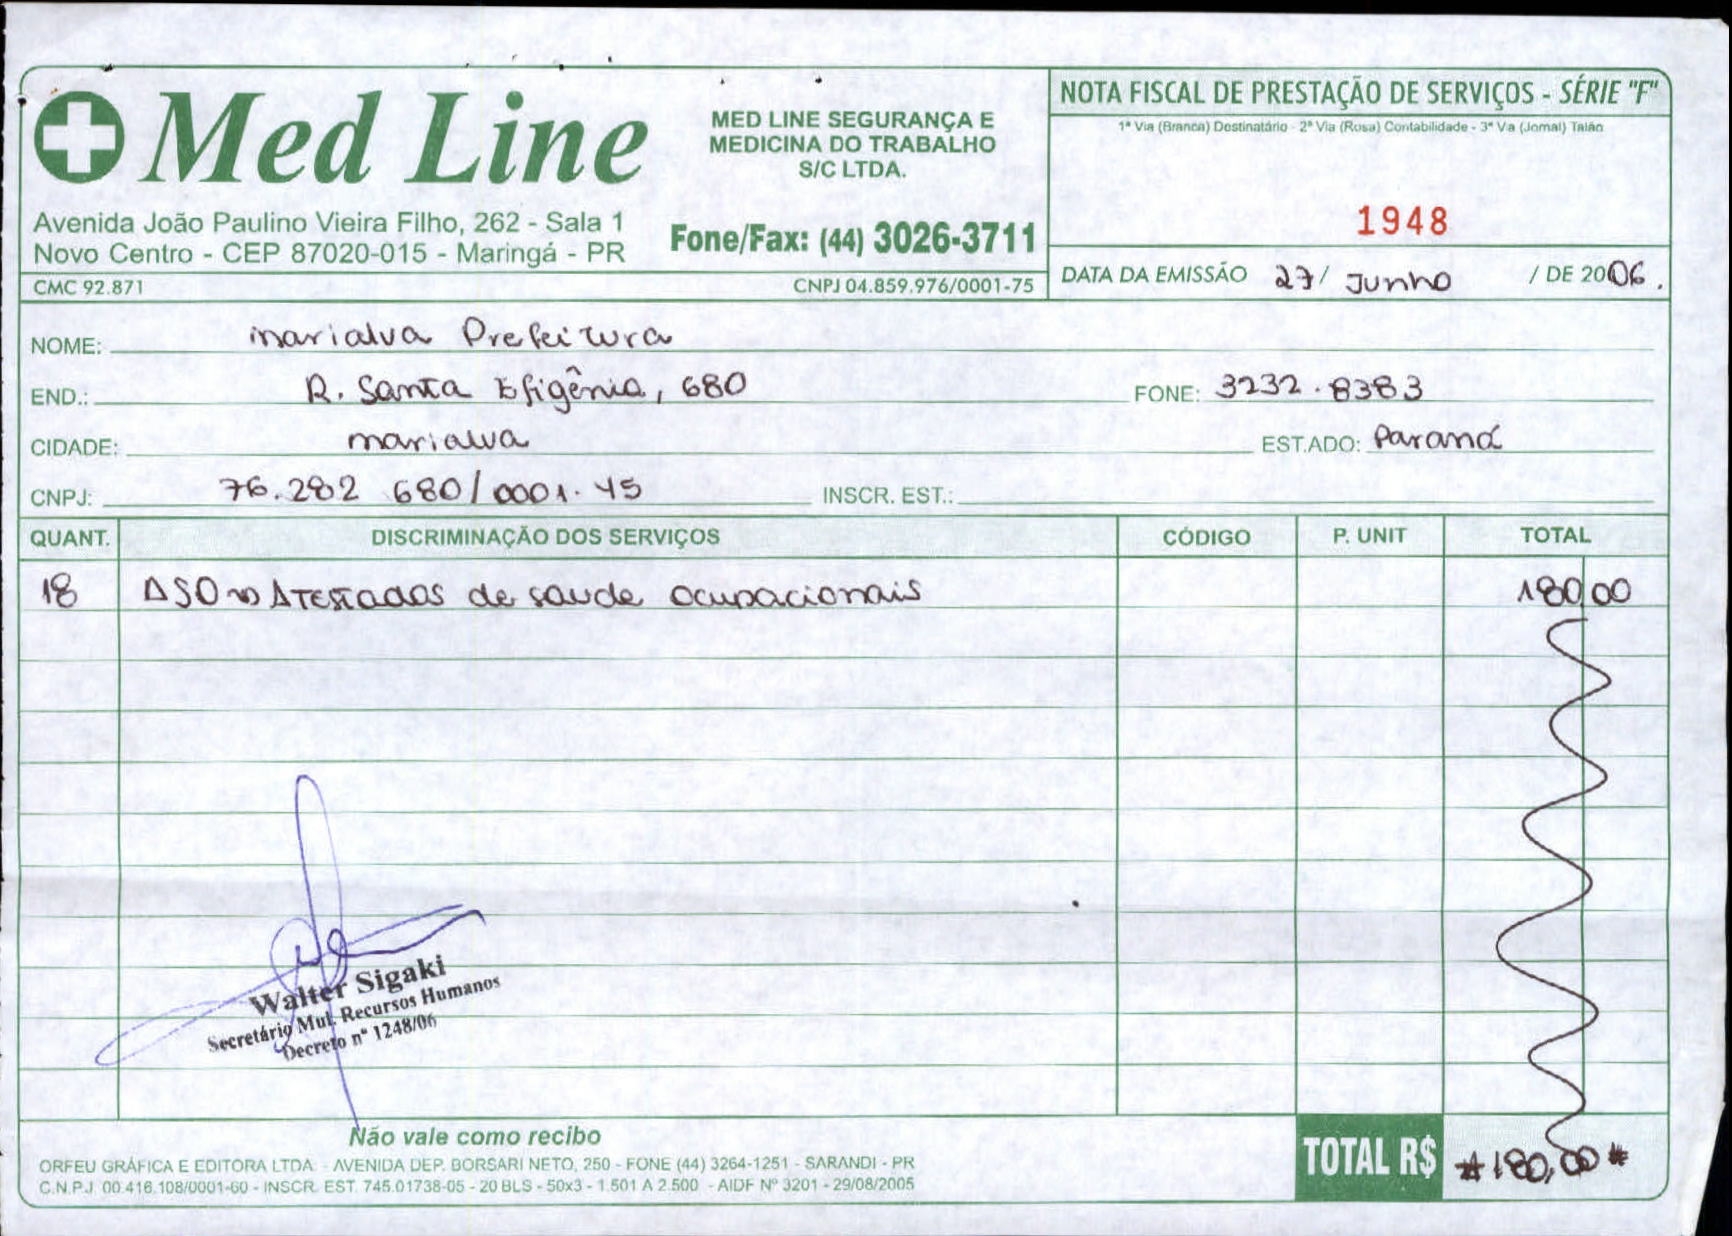 Med Line
MED LINE SEGURANÇA E
MEDICINA DO TRABALHO
S/C LTDA.
Avenida João Paulino Vieira Filho, 262 - Sala 1
Novo Centro - CEP 87020-015 - Maringá - PR
Fone/Fax: (44) 3026-3711
CMC 92.871
CNPJ 04.859.976/0001-75
NOTA FISCAL DE PRESTAÇÃO DE SERVIÇOS - SÉRIE "F"
1ª Via (Branca) Destinatário - 2ª Via (Rosa) Contabilidade - 3ª Via (Jornal) Talão
1948
DATA DA EMISSÃO 27/ Junho / DE 2006.
NOME: marialva Prefeitura
END.: R. Santa Efigênia, 680 FONE: 3232.8383
CIDADE: marialva ESTADO: Paraná
CNPJ: 76.282 680/0001.45 INSCR. EST.:
QUANT. DISCRIMINAÇÃO DOS SERVIÇOS CÓDIGO P. UNIT TOTAL
18 ASO Atestados de saude ocupacionais 180,00
Walter Sigaki
Secretário Mul. Recursos Humanos
Decreto nº 1248/06
Não vale como recibo
ORFEU GRÁFICA E EDITORA LTDA - AVENIDA DEP. BORSARI NETO, 250 - FONE (44) 3264-1251 - SARANDI - PR
C.N.P.J 00.416.108/0001-60 - INSCR. EST. 745.01738-05 - 20 BLS - 50x3 - 1.501 A 2.500 - AIDF Nº 3201 - 29/08/2005
TOTAL R$ #180,00#